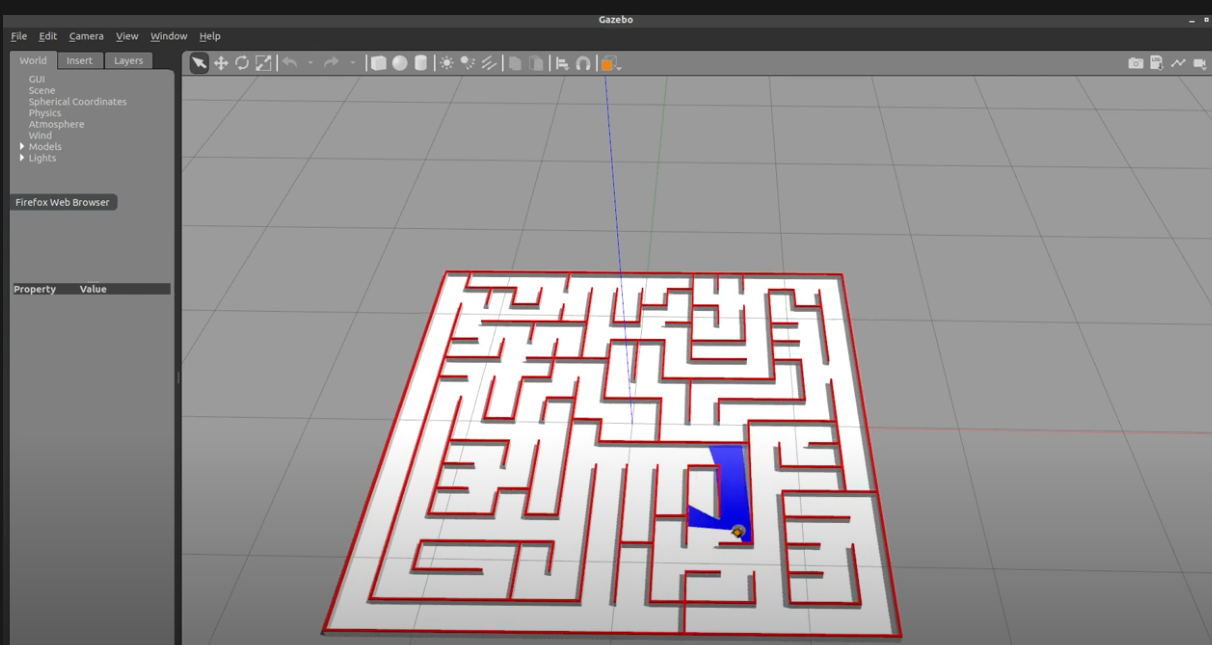 Gazebo
File Edit Camera View Window Help
World Insert Layers
GUI
Scene
Spherical Coordinates
Physics
Atmosphere
Wind
Models
Lights
Firefox Web Browser
Property Value